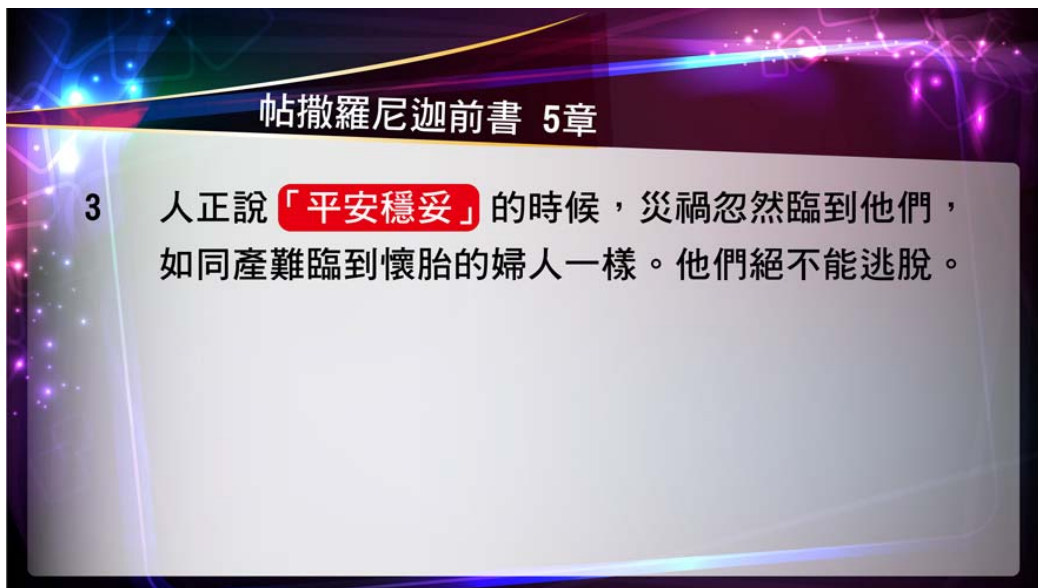 帖撒羅尼迦前書 5章
3 人正說「平安穩妥」的時候，災禍忽然臨到他們，
如同產難臨到懷胎的婦人一樣。他們絕不能逃脫。